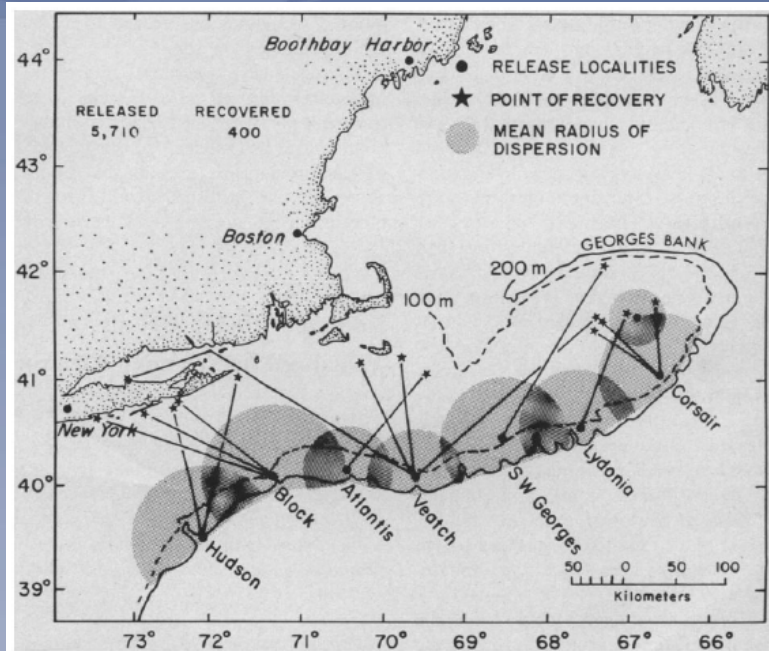 44°
Boothbay Harbor
RELEASE LOCALITIES
POINT OF RECOVERY
MEAN RADIUS OF
DISPERSION
RELEASED
5,710
RECOVERED
400
43°
Boston
42°
GEORGES BANK
200 m
100 m
41°
New York
40°
39°
Hudson
Block
Atlantis
Veatch
SW Georges
Lydonia
Corsair
50 0 50 100
Kilometers
73° 72° 71° 70° 69° 68° 67° 66°